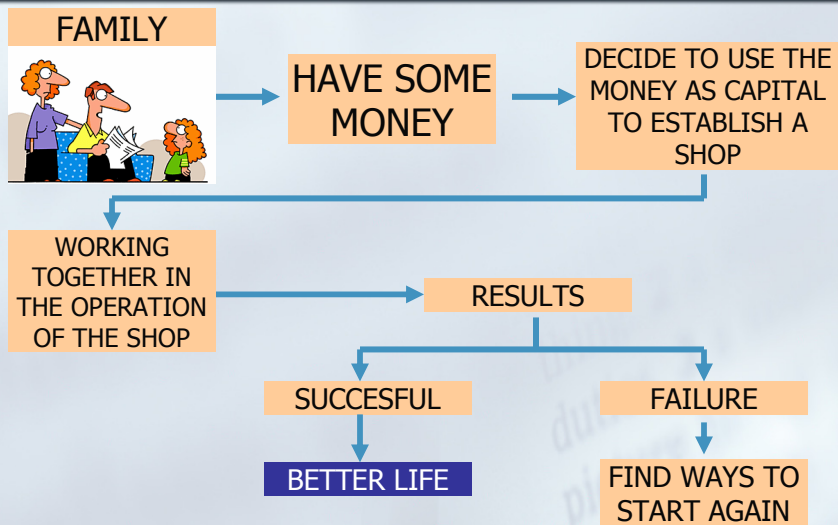 FAMILY
HAVE SOME
MONEY
DECIDE TO USE THE
MONEY AS CAPITAL
TO ESTABLISH A
SHOP
WORKING
TOGETHER IN
THE OPERATION
OF THE SHOP
RESULTS
SUCCESFUL
FAILURE
BETTER LIFE
FIND WAYS TO
START AGAIN